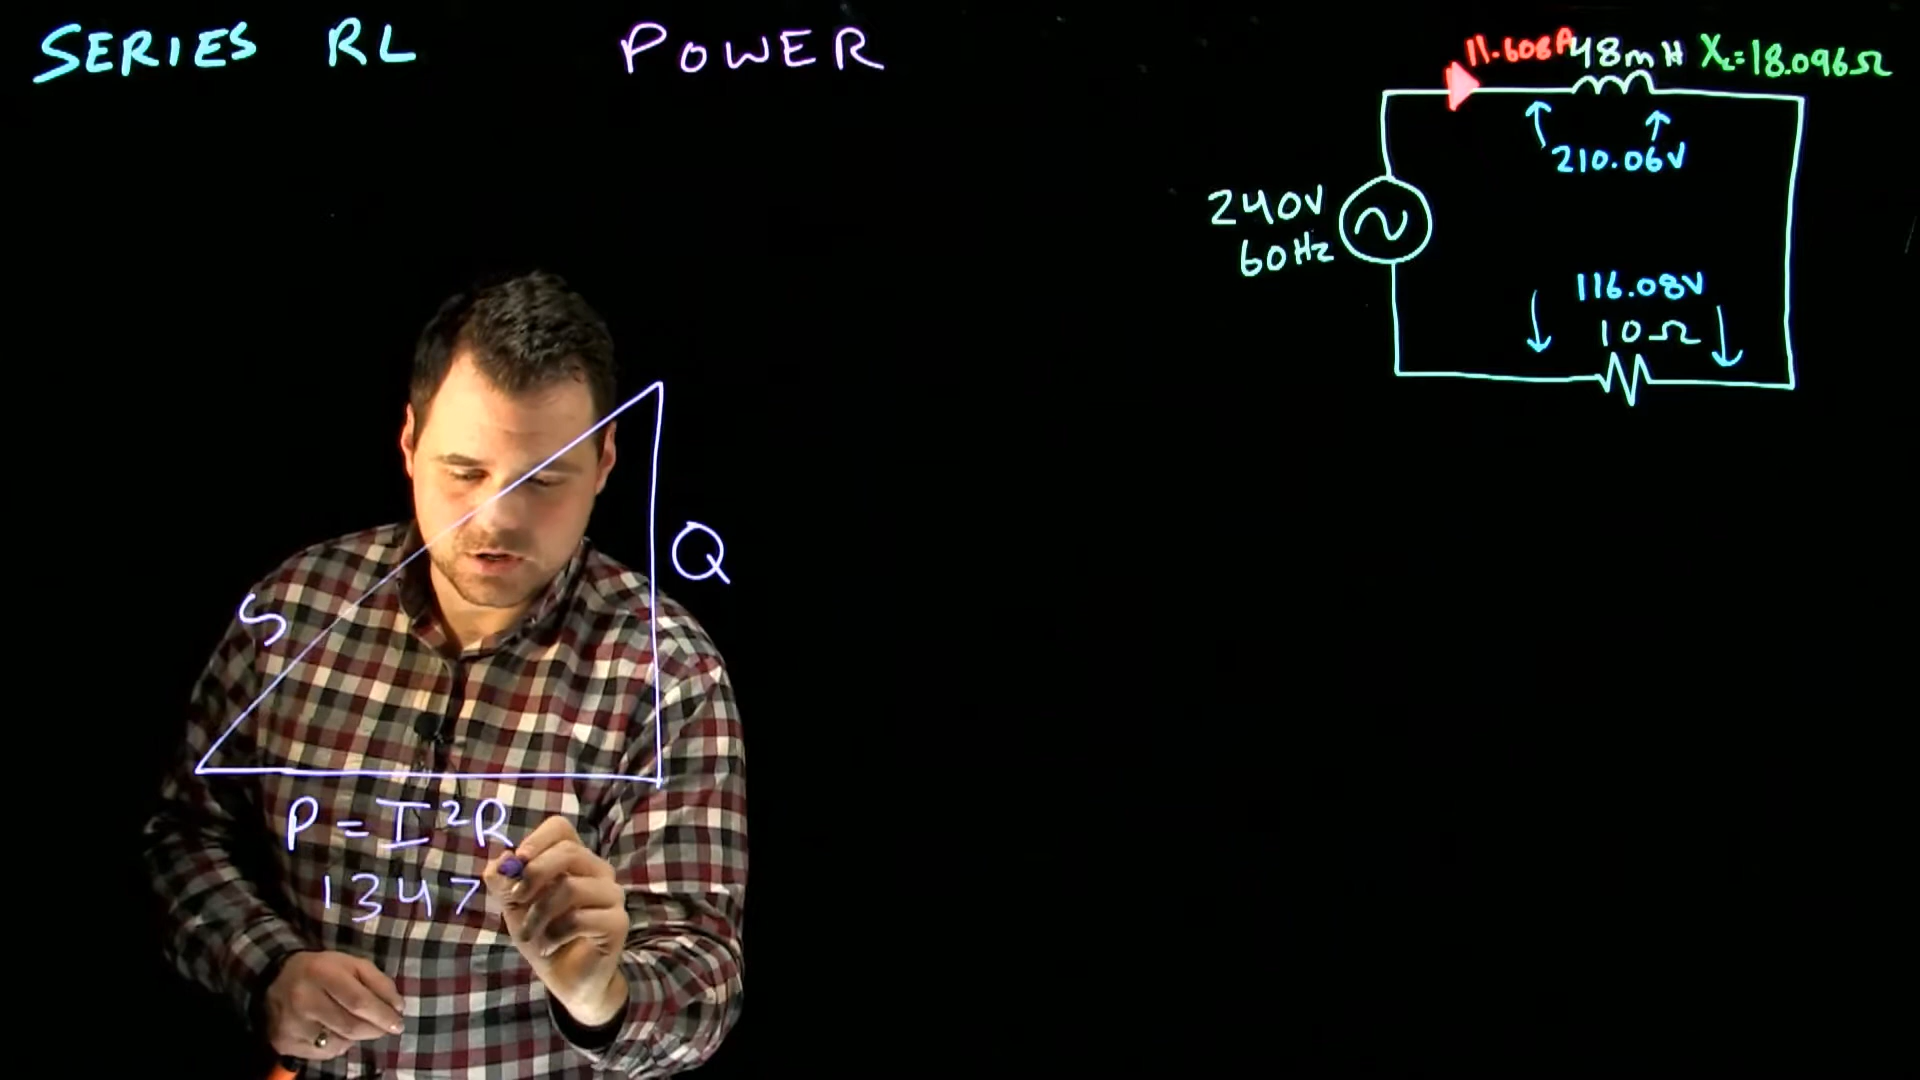 SERIES RL POWER
11.608A 48mH XL=18.096Ω
210.06V
240V
60Hz
116.08V
10Ω
Q
S
P = I²R
1347